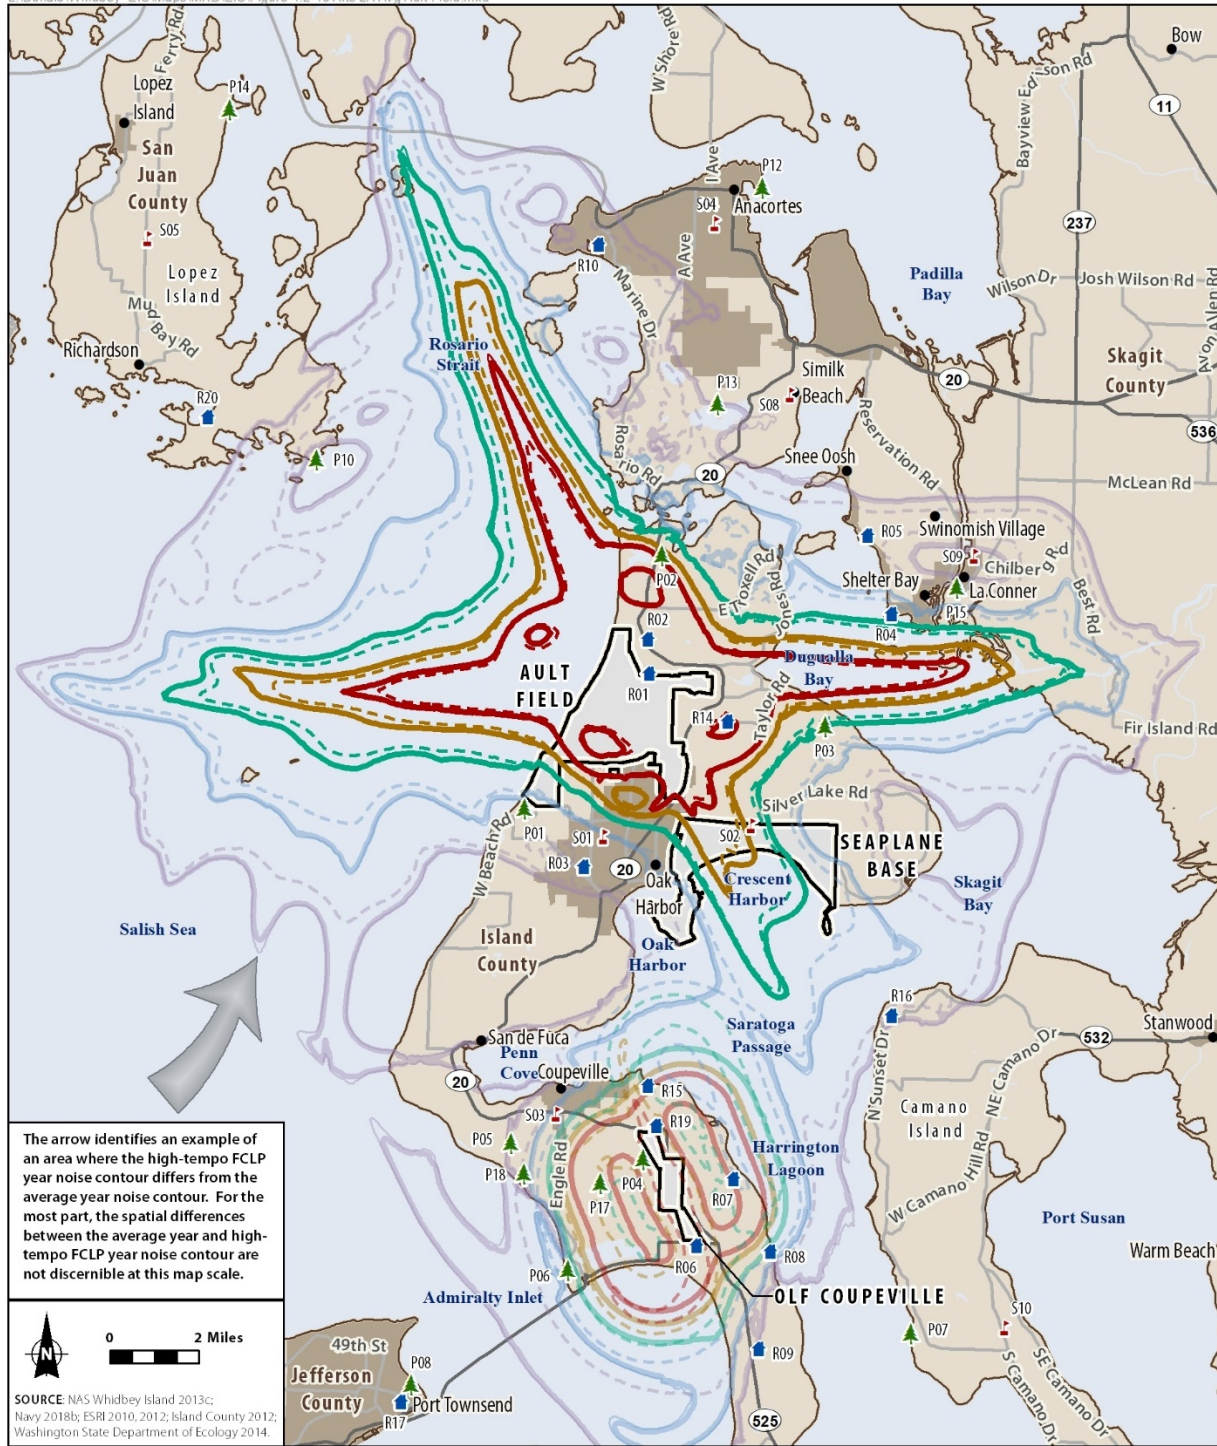 Bow
Ferry Rd
W Shore Rd
Bayview Edison Rd
Lopez
Island
P14
11
San
Juan
County
I Ave
P12
S04
Anacortes
237
S05
R10
A Ave
Padilla
Bay
Lopez
Island
Marine Dr
Wilson Dr
Josh Wilson Rd
Avon Allen Rd
Mud Bay Rd
Richardson
Rosario
Strait
Similk
Beach
Skagit
County
20
R20
P13
S08
Reservation Rd
536
P10
Rosario Rd
20
Snee Oosh
McLean Rd
Swinomish Village
R05
S09
Chilberg Rd
P02
E Troxell Rd
Jones Rd
Shelter Bay
La Conner
P15
Best Rd
R02
R04
AULT
FIELD
R01
Dugualla
Bay
R14
Taylor Rd
P03
Fir Island Rd
Silver Lake Rd
P01
W Beach Rd
S01
S02
SEAPLANE
BASE
R03
20
Oak
Harbor
Crescent
Harbor
Skagit
Bay
Salish Sea
Island
County
Oak
Harbor
R16
Saratoga
Passage
Stanwood
San de Fuca
532
Penn
Cove
Coupeville
20
R15
N Sunset Dr
NE Camano Dr
Camano
Island
S03
R19
P05
Harrington
Lagoon
P18
Engle Rd
P04
P17
R07
W Camano Hill Rd
Port Susan
R06
R08
Warm Beach
P06
Admiralty Inlet
OLF COUPEVILLE
The arrow identifies an example of
an area where the high-tempo FCLP
year noise contour differs from the
average year noise contour. For the
most part, the spatial differences
between the average year and high-
tempo FCLP year noise contour are
not discernible at this map scale.
N
0 2 Miles
S10
P07
R09
49th St
Jefferson
County
P08
Port Townsend
R17
S Camano Dr
SE Camano Dr
525
SOURCE: NAS Whidbey Island 2013c;
Navy 2018b; ESRI 2010, 2012; Island County 2012;
Washington State Department of Ecology 2014.